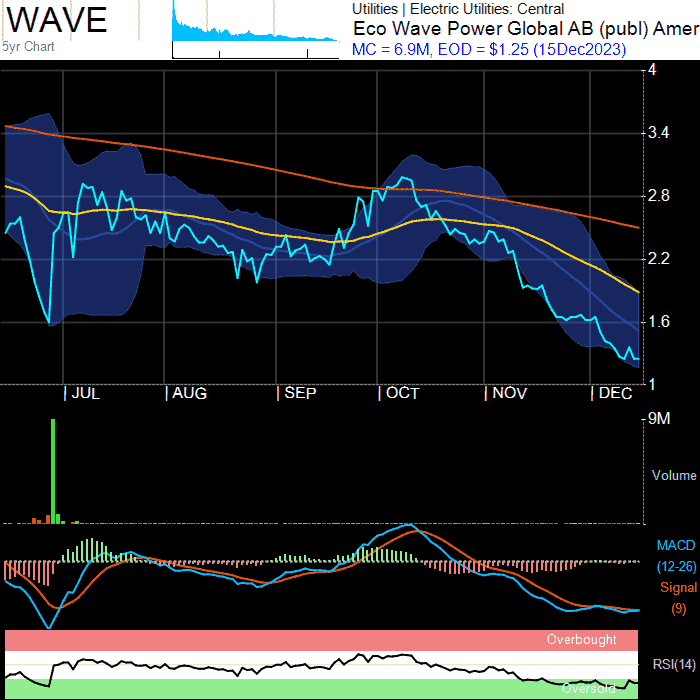 WAVE
5yr Chart
Utilities | Electric Utilities: Central
Eco Wave Power Global AB (publ) Amer
MC = 6.9M, EOD = $1.25 (15Dec2023)
4
3.4
2.8
2.2
1.6
1
JUL
AUG
SEP
OCT
NOV
DEC
9M
Volume
MACD
(12-26)
Signal
(9)
Overbought
RSI(14)
Oversold